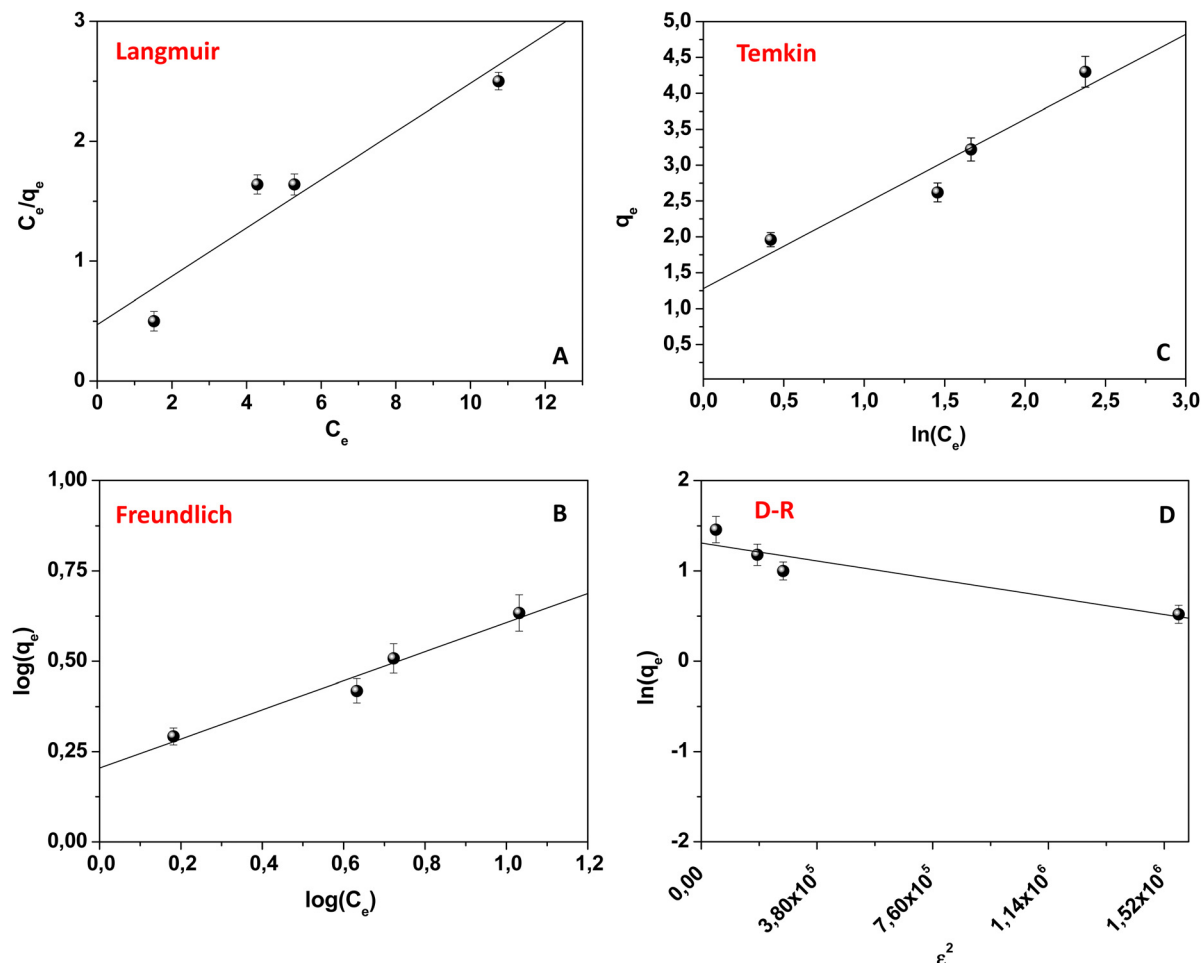 Langmuir
3
2
1
0
C_e/q_e
0 2 4 6 8 10 12
C_e
A
Temkin
5,0
4,5
4,0
3,5
3,0
2,5
2,0
1,5
1,0
0,5
q_e
0,0 0,5 1,0 1,5 2,0 2,5 3,0
ln(C_e)
C
Freundlich
1,00
0,75
0,50
0,25
0,00
log(q_e)
0,0 0,2 0,4 0,6 0,8 1,0 1,2
log(C_e)
B
D-R
2
1
0
-1
-2
ln(q_e)
0,00 3,80x10^5 7,60x10^5 1,14x10^6 1,52x10^6
ε^2
D